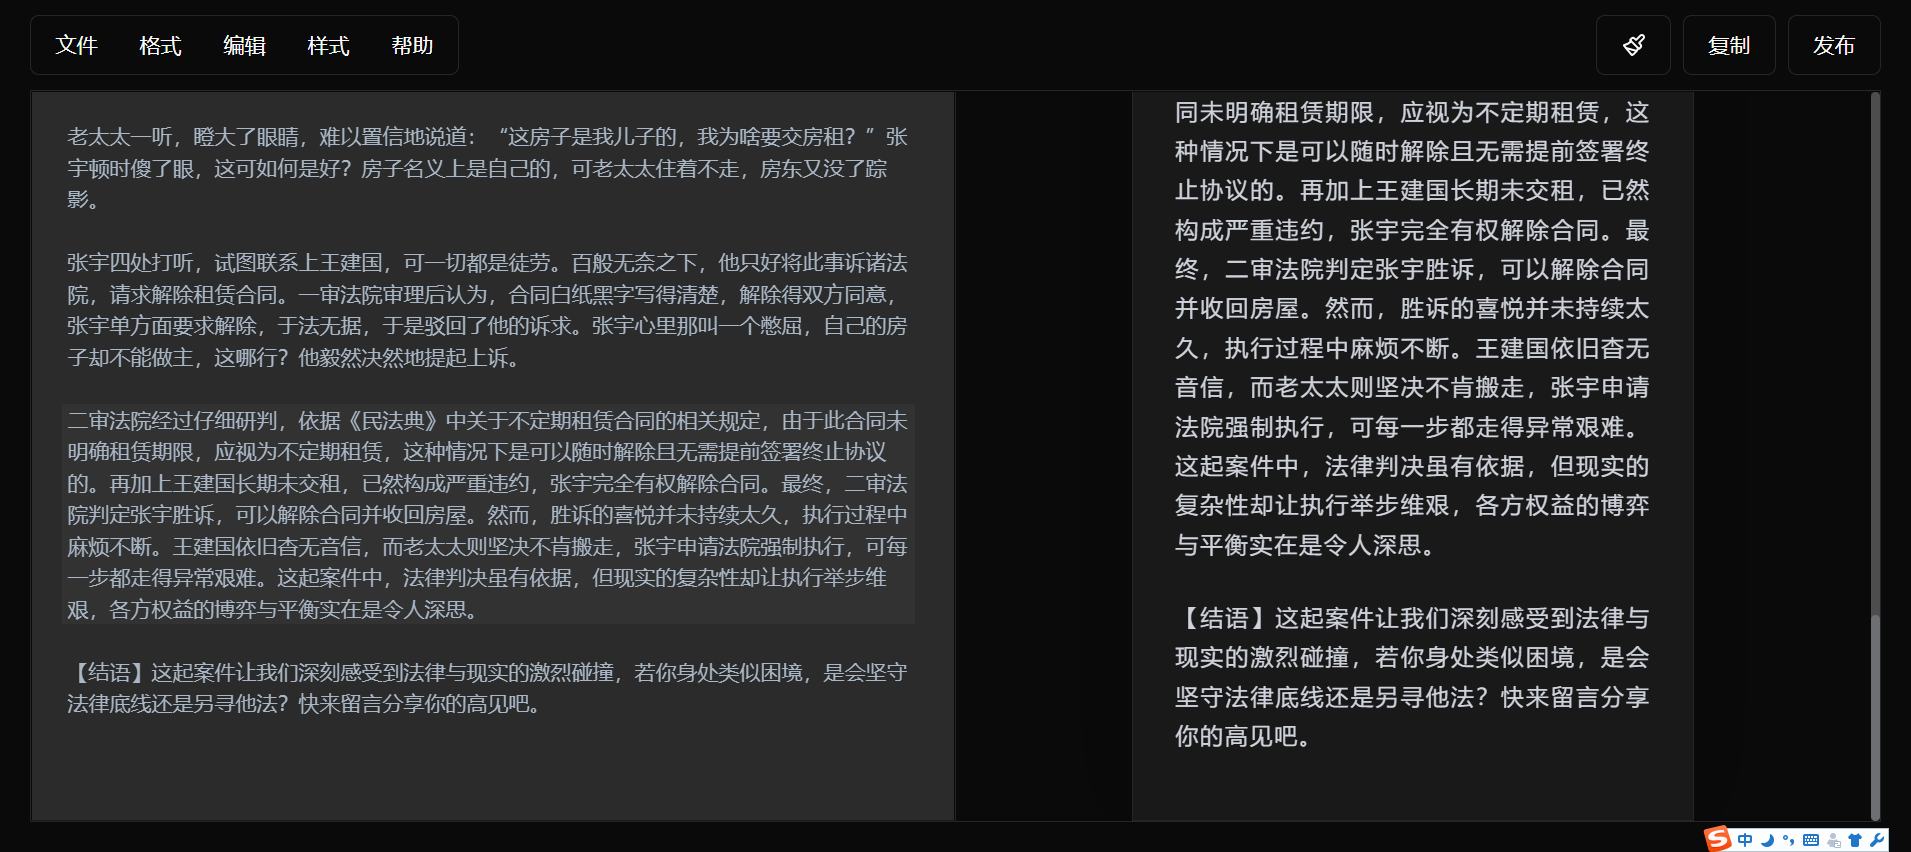 文件 格式 编辑 样式 帮助 复制 发布
老太太一听，瞪大了眼睛，难以置信地说道：“这房子是我儿子的，我为啥要交房租？”张
宇顿时傻了眼，这可如何是好？房子名义上是自己的，可老太太住着不走，房东又没了踪
影。
张宇四处打听，试图联系上王建国，可一切都是徒劳。百般无奈之下，他只好将此事诉诸法
院，请求解除租赁合同。一审法院审理后认为，合同白纸黑字写得清楚，解除得双方同意，
张宇单方面要求解除，于法无据，于是驳回了他的诉求。张宇心里那叫一个憋屈，自己的房
子却不能做主，这哪行？他毅然决然地提起上诉。
二审法院经过仔细研判，依据《民法典》中关于不定期租赁合同的相关规定，由于此合同未
明确租赁期限，应视为不定期租赁，这种情况下是可以随时解除且无需提前签署终止协议
的。再加上王建国长期未交租，已然构成严重违约，张宇完全有权解除合同。最终，二审法
院判定张宇胜诉，可以解除合同并收回房屋。然而，胜诉的喜悦并未持续太久，执行过程中
麻烦不断。王建国依旧杳无音信，而老太太则坚决不肯搬走，张宇申请法院强制执行，可每
一步都走得异常艰难。这起案件中，法律判决虽有依据，但现实的复杂性却让执行举步维
艰，各方权益的博弈与平衡实在是令人深思。
【结语】这起案件让我们深刻感受到法律与现实的激烈碰撞，若你身处类似困境，是会坚守
法律底线还是另寻他法？快来留言分享你的高见吧。
同未明确租赁期限，应视为不定期租赁，这
种情况下是可以随时解除且无需提前签署终
止协议的。再加上王建国长期未交租，已然
构成严重违约，张宇完全有权解除合同。最
终，二审法院判定张宇胜诉，可以解除合同
并收回房屋。然而，胜诉的喜悦并未持续太
久，执行过程中麻烦不断。王建国依旧杳无
音信，而老太太则坚决不肯搬走，张宇申请
法院强制执行，可每一步都走得异常艰难。
这起案件中，法律判决虽有依据，但现实的
复杂性却让执行举步维艰，各方权益的博弈
与平衡实在是令人深思。
【结语】这起案件让我们深刻感受到法律与
现实的激烈碰撞，若你身处类似困境，是会
坚守法律底线还是另寻他法？快来留言分享
你的高见吧。
S 中